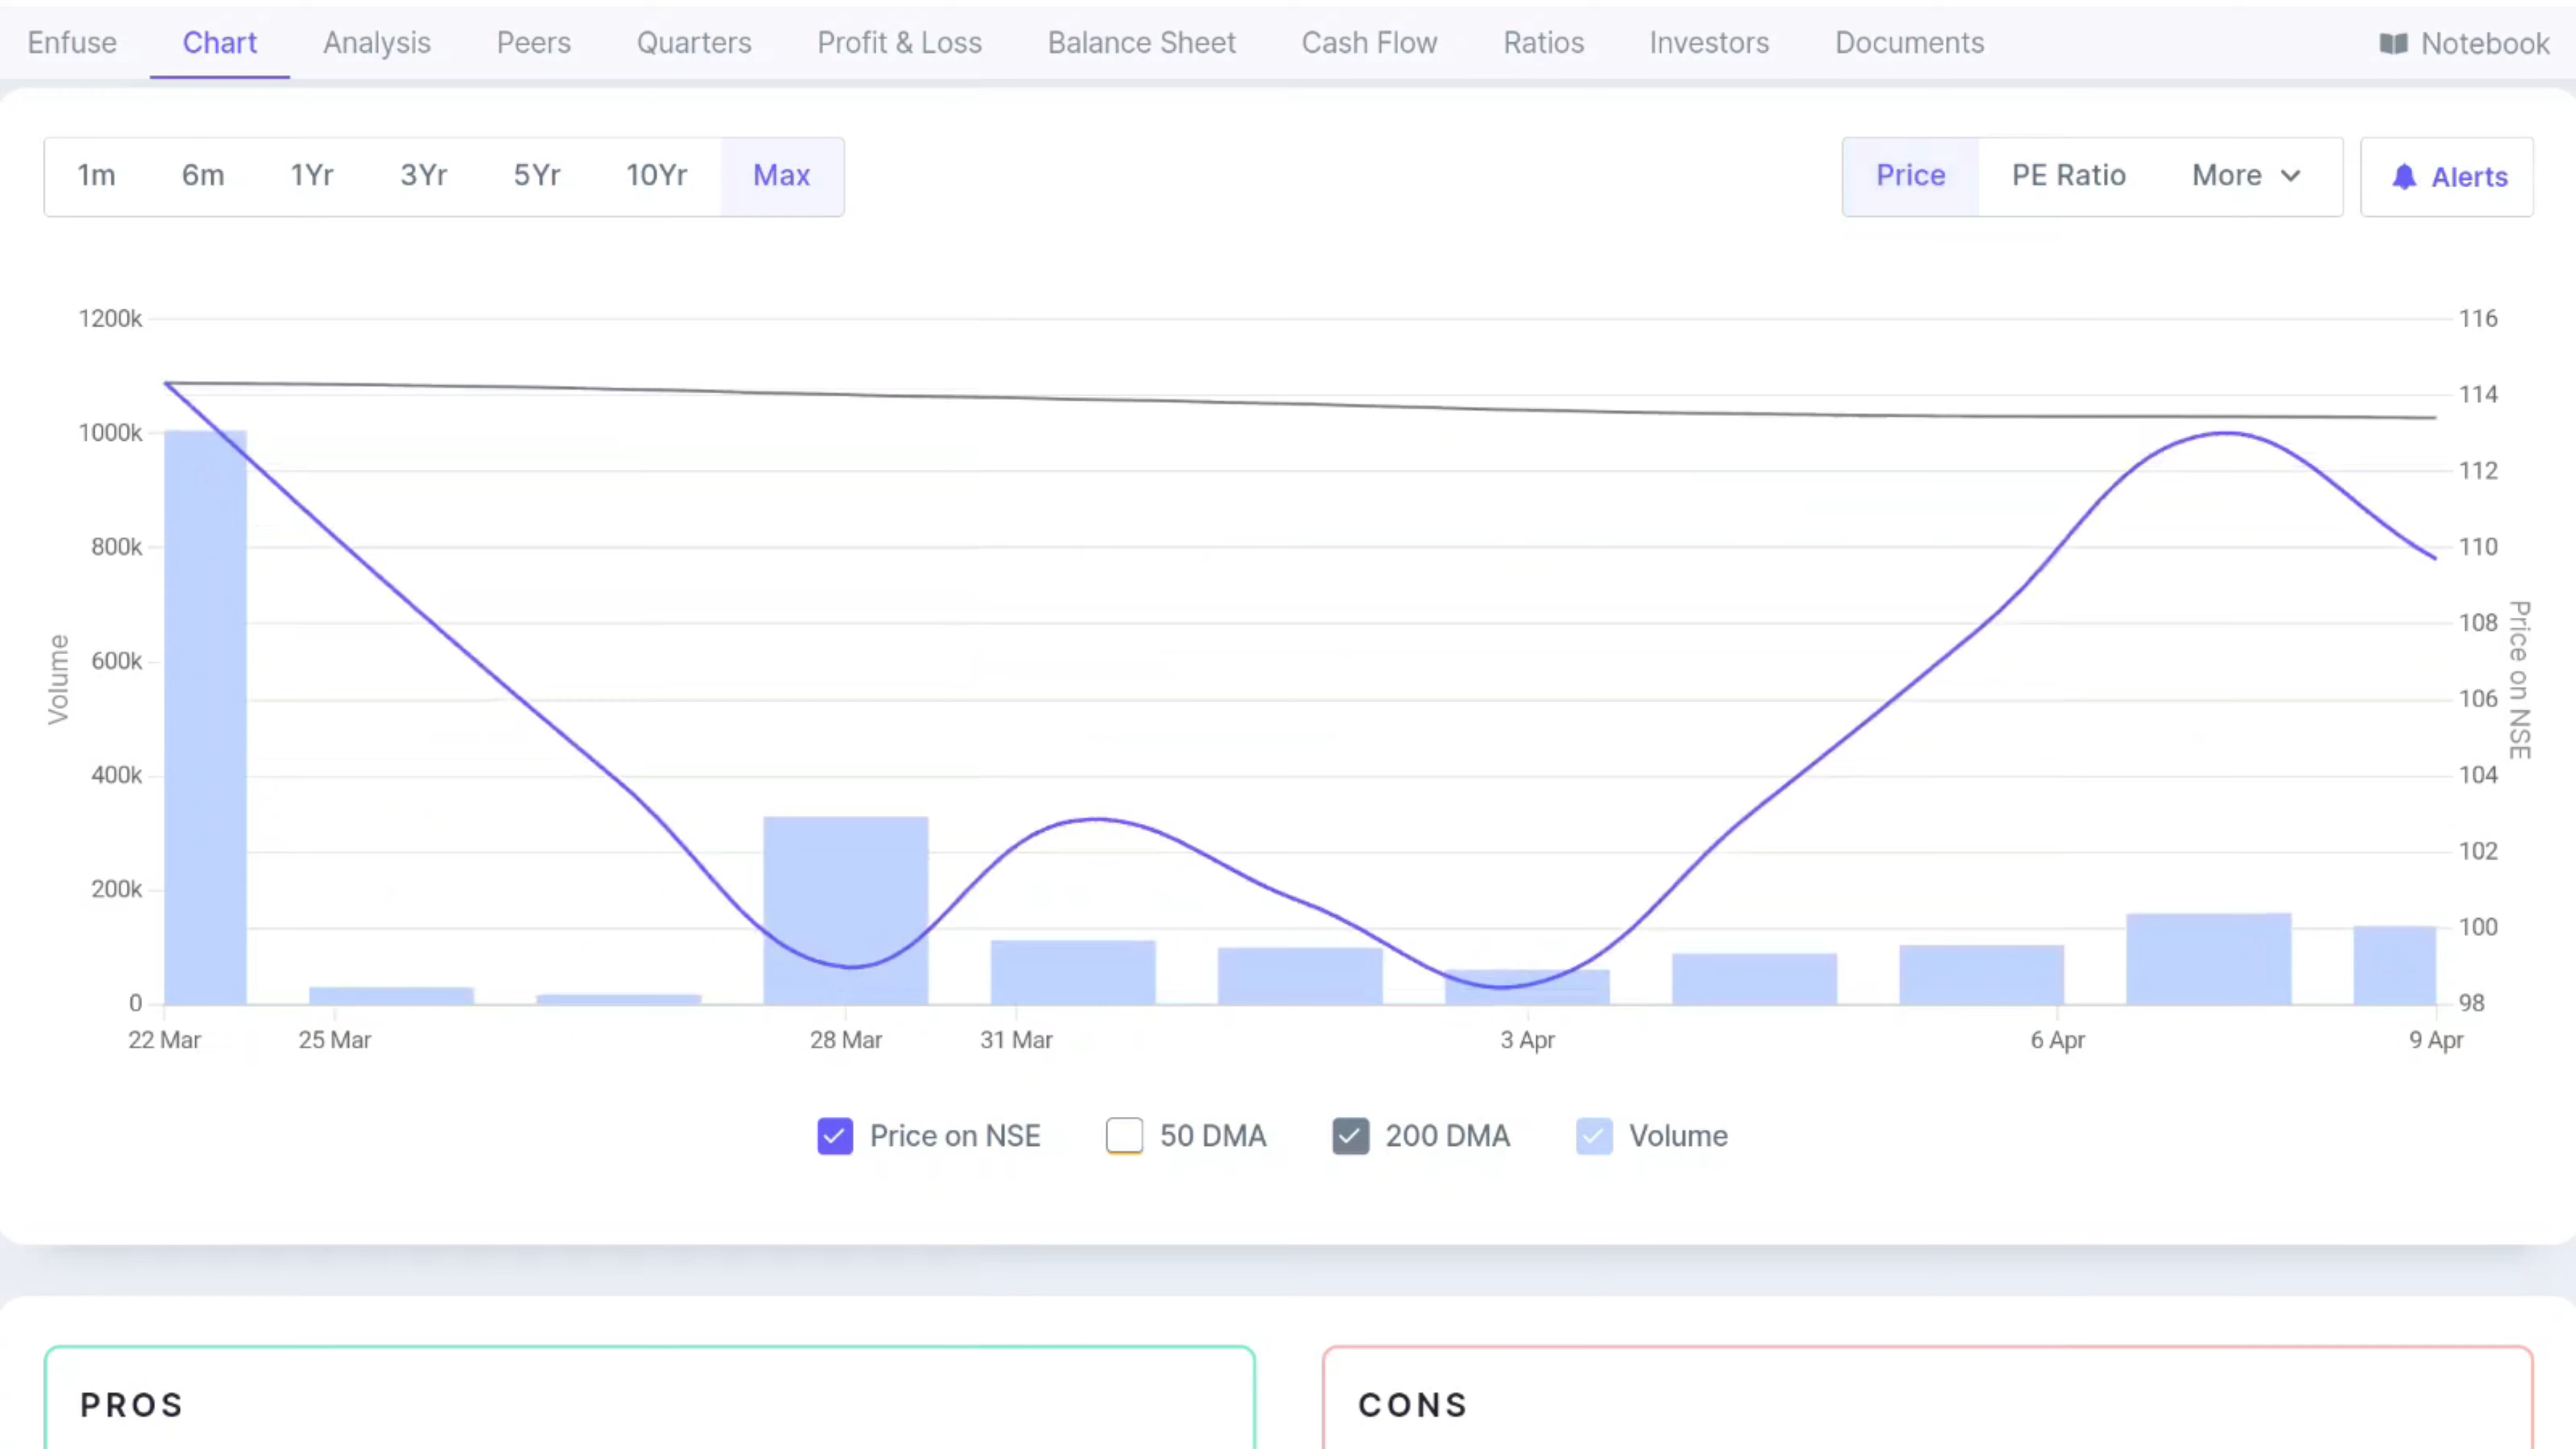 Enfuse Chart Analysis Peers Quarters Profit & Loss Balance Sheet Cash Flow Ratios Investors Documents Notebook
1m 6m 1Yr 3Yr 5Yr 10Yr Max Price PE Ratio More Alerts
1200k 116
114
1000k
112
800k 110
108
600k
106
400k 104
102
200k
100
0 98
Volume
Price on NSE
22 Mar 25 Mar 28 Mar 31 Mar 3 Apr 6 Apr 9 Apr
Price on NSE 50 DMA 200 DMA Volume
PROS CONS